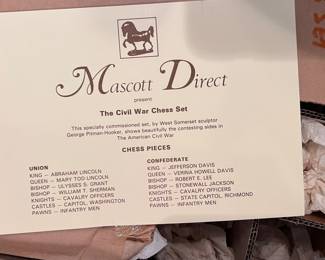 Mascott Direct
present
The Civil War Chess Set
This specially commissioned set, by West Somerset sculptor
George Pitman-Hooker, shows beautifully the contesting sides in
The American Civil War
CHESS PIECES
UNION
KING – ABRAHAM LINCOLN
QUEEN – MARY TOD LINCOLN
BISHOP – ULYSSES S. GRANT
BISHOP – WILLIAM T. SHERMAN
KNIGHTS – CAVALRY OFFICERS
CASTLES – CAPITOL, WASHINGTON
PAWNS – INFANTRY MEN
CONFEDERATE
KING – JEFFERSON DAVIS
QUEEN – VERINA HOWELL DAVIS
BISHOP – ROBERT E. LEE
BISHOP – STONEWALL JACKSON
KNIGHTS – CAVALRY OFFICERS
CASTLES – STATE CAPITOL, RICHMOND
PAWNS – INFANTRY MEN